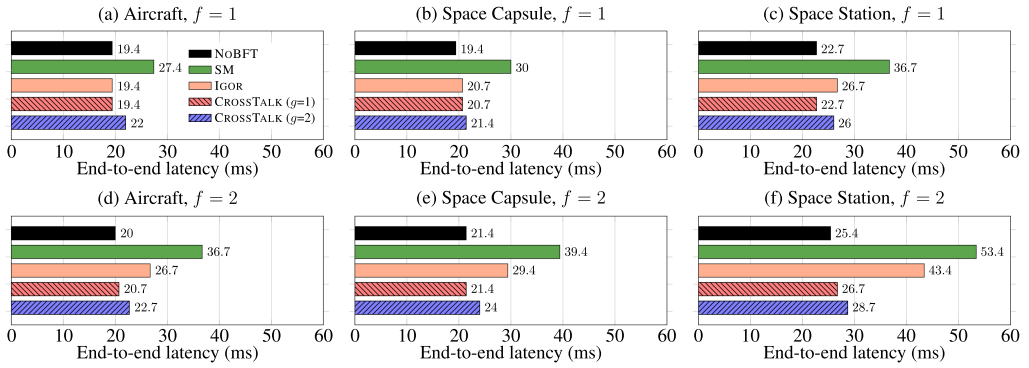 (a) Aircraft, f = 1
19.4
27.4
19.4
19.4
22
NoBFT
SM
Igor
CrossTalk (g=1)
CrossTalk (g=2)
0 10 20 30 40 50 60
End-to-end latency (ms)
(b) Space Capsule, f = 1
19.4
30
20.7
20.7
21.4
0 10 20 30 40 50 60
End-to-end latency (ms)
(c) Space Station, f = 1
22.7
36.7
26.7
22.7
26
0 10 20 30 40 50 60
End-to-end latency (ms)
(d) Aircraft, f = 2
20
36.7
26.7
20.7
22.7
0 10 20 30 40 50 60
End-to-end latency (ms)
(e) Space Capsule, f = 2
21.4
39.4
29.4
21.4
24
0 10 20 30 40 50 60
End-to-end latency (ms)
(f) Space Station, f = 2
25.4
53.4
43.4
26.7
28.7
0 10 20 30 40 50 60
End-to-end latency (ms)